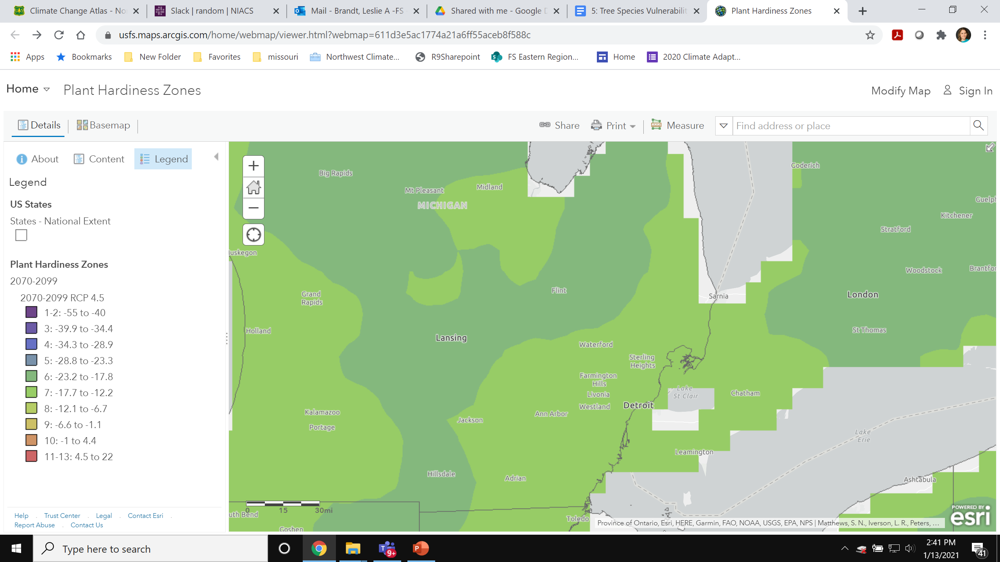 Climate Change Atlas - No
Slack | random | NIACS
Mail - Brandt, Leslie A -FS
Shared with me - Google D
5: Tree Species Vulnerabilit
Plant Hardiness Zones
usfs.maps.arcgis.com/home/webmap/viewer.html?webmap=611d3e5ac1774a21a6ff55aceb8f588c
Apps
Bookmarks
New Folder
Favorites
missouri
Northwest Climate...
R9Sharepoint
FS Eastern Region...
Home
2020 Climate Adapt...
Home
Plant Hardiness Zones
Modify Map
Sign In
Details
Basemap
Share
Print
Measure
Find address or place
About
Content
Legend
Legend
US States
States - National Extent
Plant Hardiness Zones
2070-2099
2070-2099 RCP 4.5
1-2: -55 to -40
3: -39.9 to -34.4
4: -34.3 to -28.9
5: -28.8 to -23.3
6: -23.2 to -17.8
7: -17.7 to -12.2
8: -12.1 to -6.7
9: -6.6 to -1.1
10: -1 to 4.4
11-13: 4.5 to 22
Help . Trust Center . Legal . Contact Esri .
Report Abuse . Contact Us
Big Rapids
Mt Pleasant
Midland
MICHIGAN
Goderich
Guelph
Kitchener
Stratford
uskegon
Woodstock
Brantfor
Grand
Rapids
Flint
Sarnia
London
Holland
Lansing
St Thomas
Waterford
Sterling
Heights
Farmington
Hills
Livonia
Westland
Detroit
Lake
St Clair
Chatham
Kalamazoo
Portage
Jackson
Ann Arbor
Lake
Erie
Leamington
Hillsdale
Adrian
Ashtabula
0 15 30mi
uth Bend
Goshen
Toledo
Province of Ontario, Esri, HERE, Garmin, FAO, NOAA, USGS, EPA, NPS | Matthews, S. N., Iverson, L. R., Peters, ...
POWERED BY
esri
Type here to search
T
9+
P
2:41 PM
1/13/2021
41